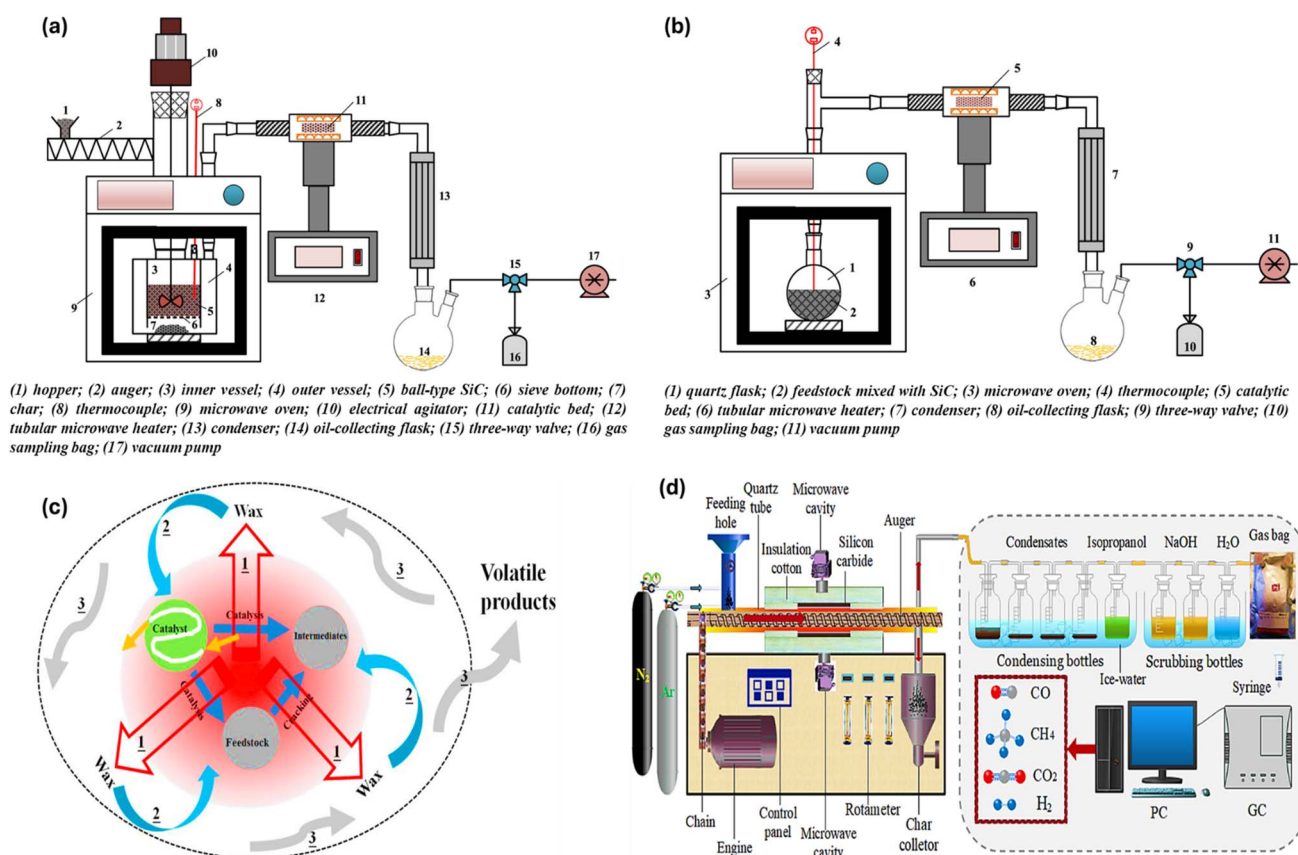 (a)
10
1
2
8
11
13
3
4
5
6
7
9
12
14
15
16
17
(1) hopper; (2) auger; (3) inner vessel; (4) outer vessel; (5) ball-type SiC; (6) sieve bottom; (7)
char; (8) thermocouple; (9) microwave oven; (10) electrical agitator; (11) catalytic bed; (12)
tubular microwave heater; (13) condenser; (14) oil-collecting flask; (15) three-way valve; (16) gas
sampling bag; (17) vacuum pump
(b)
4
5
7
1
2
3
6
8
9
10
11
(1) quartz flask; (2) feedstock mixed with SiC; (3) microwave oven; (4) thermocouple; (5) catalytic
bed; (6) tubular microwave heater; (7) condenser; (8) oil-collecting flask; (9) three-way valve; (10)
gas sampling bag; (11) vacuum pump
(c)
Wax
2
1
3
3
Catalyst
Catalysis
Intermediates
Volatile
products
Catalysis
Cracking
Feedstock
1
1
2
3
Wax
Wax
2
3
(d)
Feeding
hole
Quartz
tube
Microwave
cavity
Insulation
cotton
Silicon
carbide
Auger
N2
Ar
Chain
Engine
Control
panel
Microwave
cavity
Rotameter
Char
colletor
Condensates
Isopropanol
NaOH
H2O
Gas bag
Condensing bottles
Ice-water
Scrubbing bottles
Syringe
CO
CH4
CO2
H2
PC
GC